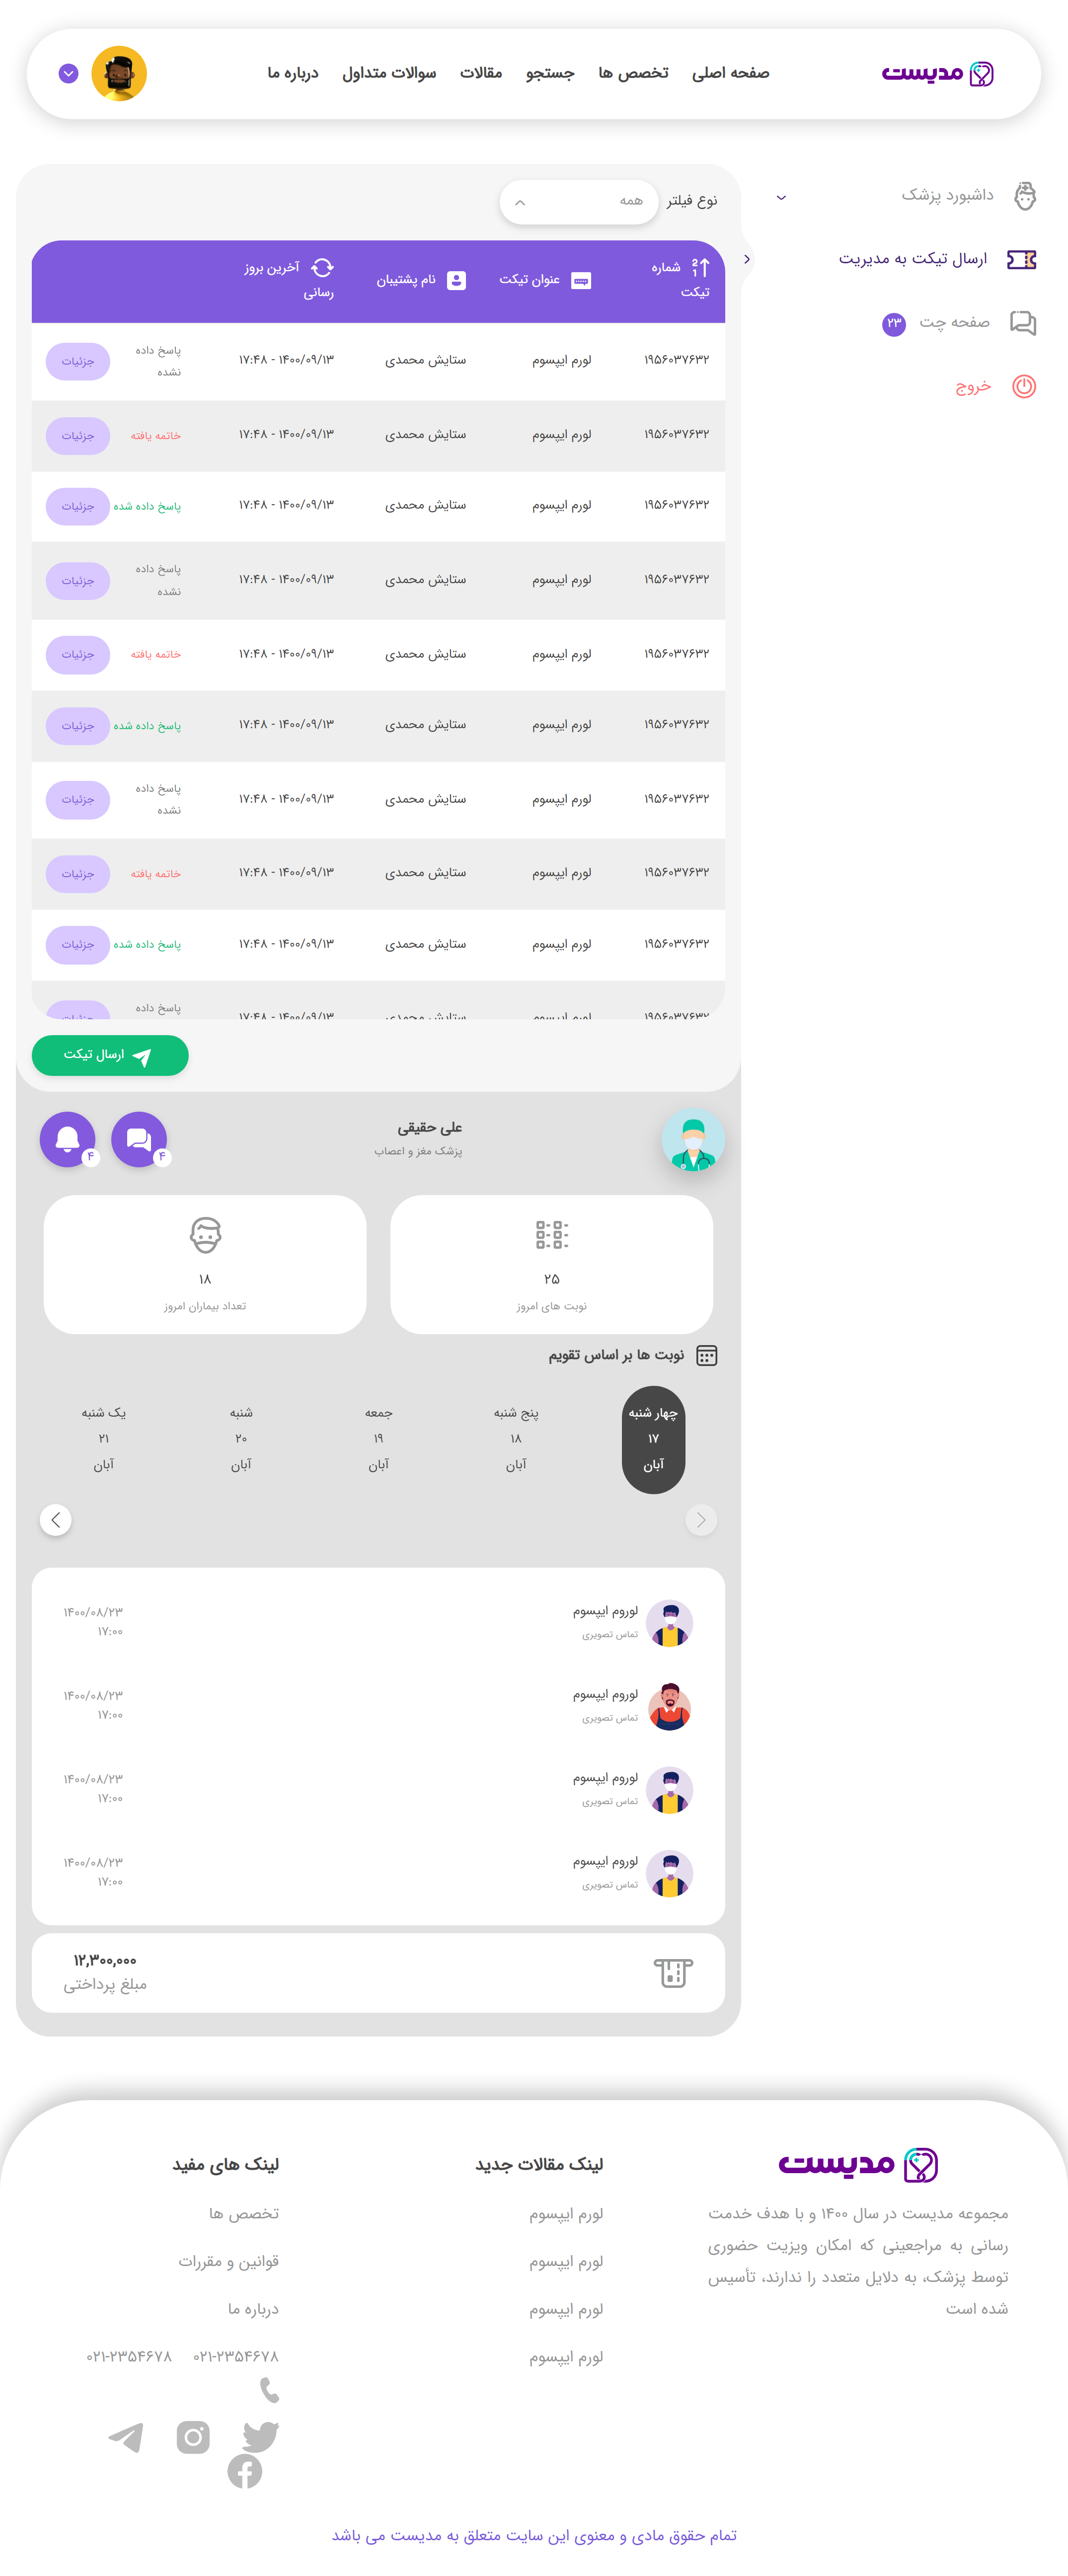 مدیست
صفحه اصلی
تخصص ها
جستجو
مقالات
سوالات متداول
درباره ما
داشبورد پزشک
ارسال تیکت به مدیریت
صفحه چت
۲۳
خروج
نوع فیلتر
همه
شماره تیکت
عنوان تیکت
نام پشتیبان
آخرین بروز رسانی
۱۹۵۶۰۳۷۶۳۲ لورم ایپسوم ستایش محمدی ۱۴۰۰/۰۹/۱۳ - ۱۷:۴۸ پاسخ داده نشده جزئیات
۱۹۵۶۰۳۷۶۳۲ لورم ایپسوم ستایش محمدی ۱۴۰۰/۰۹/۱۳ - ۱۷:۴۸ خاتمه یافته جزئیات
۱۹۵۶۰۳۷۶۳۲ لورم ایپسوم ستایش محمدی ۱۴۰۰/۰۹/۱۳ - ۱۷:۴۸ پاسخ داده شده جزئیات
۱۹۵۶۰۳۷۶۳۲ لورم ایپسوم ستایش محمدی ۱۴۰۰/۰۹/۱۳ - ۱۷:۴۸ پاسخ داده نشده جزئیات
۱۹۵۶۰۳۷۶۳۲ لورم ایپسوم ستایش محمدی ۱۴۰۰/۰۹/۱۳ - ۱۷:۴۸ خاتمه یافته جزئیات
۱۹۵۶۰۳۷۶۳۲ لورم ایپسوم ستایش محمدی ۱۴۰۰/۰۹/۱۳ - ۱۷:۴۸ پاسخ داده شده جزئیات
۱۹۵۶۰۳۷۶۳۲ لورم ایپسوم ستایش محمدی ۱۴۰۰/۰۹/۱۳ - ۱۷:۴۸ پاسخ داده نشده جزئیات
۱۹۵۶۰۳۷۶۳۲ لورم ایپسوم ستایش محمدی ۱۴۰۰/۰۹/۱۳ - ۱۷:۴۸ خاتمه یافته جزئیات
۱۹۵۶۰۳۷۶۳۲ لورم ایپسوم ستایش محمدی ۱۴۰۰/۰۹/۱۳ - ۱۷:۴۸ پاسخ داده شده جزئیات
۱۹۵۶۰۳۷۶۳۲ لورم ایپسوم ستایش محمدی ۱۴۰۰/۰۹/۱۳ - ۱۷:۴۸ پاسخ داده جزئیات
ارسال تیکت
علی حقیقی
پزشک مغز و اعصاب
۴
۴
۲۵
نوبت های امروز
۱۸
تعداد بیماران امروز
نوبت ها بر اساس تقویم
چهار شنبه ۱۷ آبان
پنج شنبه ۱۸ آبان
جمعه ۱۹ آبان
شنبه ۲۰ آبان
یک شنبه ۲۱ آبان
لوروم ایپسوم
تماس تصویری
۱۴۰۰/۰۸/۲۳
۱۷:۰۰
لوروم ایپسوم
تماس تصویری
۱۴۰۰/۰۸/۲۳
۱۷:۰۰
لوروم ایپسوم
تماس تصویری
۱۴۰۰/۰۸/۲۳
۱۷:۰۰
لوروم ایپسوم
تماس تصویری
۱۴۰۰/۰۸/۲۳
۱۷:۰۰
۱۲,۳۰۰,۰۰۰
مبلغ پرداختی
مدیست
مجموعه مدیست در سال ۱۴۰۰ و با هدف خدمت
رسانی به مراجعینی که امکان ویزیت حضوری
توسط پزشک، به دلایل متعدد را ندارند، تأسیس
شده است
لینک مقالات جدید
لورم ایپسوم
لورم ایپسوم
لورم ایپسوم
لورم ایپسوم
لینک های مفید
تخصص ها
قوانین و مقررات
درباره ما
۰۲۱-۲۳۵۴۶۷۸ ۰۲۱-۲۳۵۴۶۷۸
تمام حقوق مادی و معنوی این سایت متعلق به مدیست می باشد